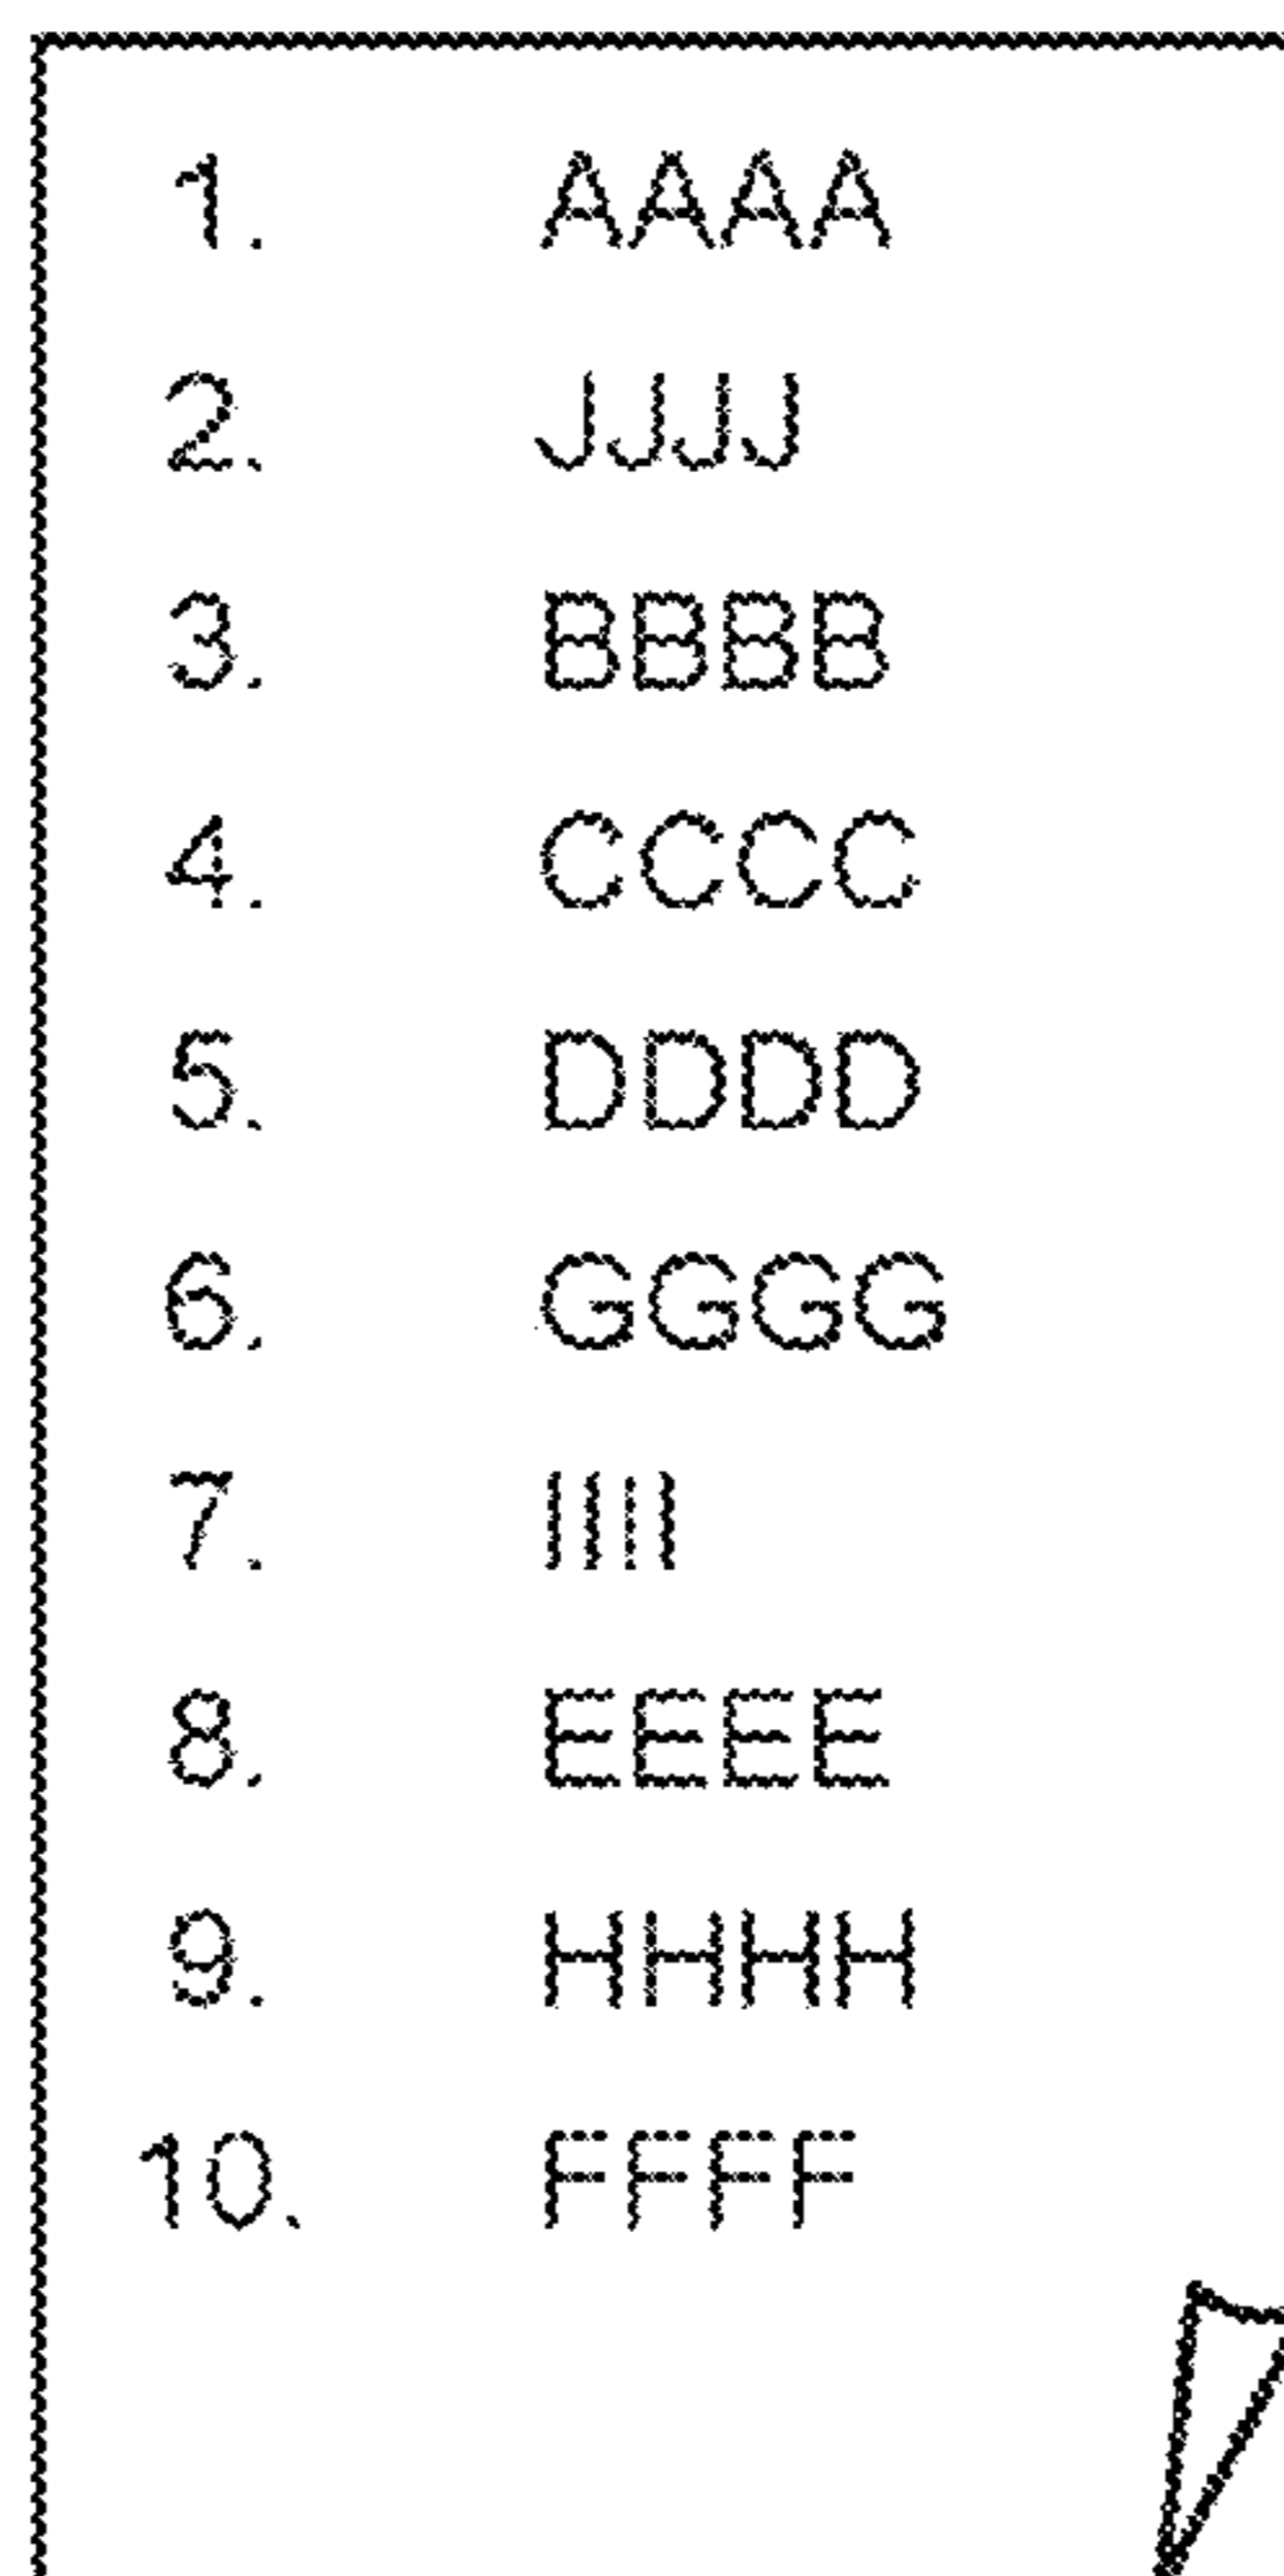 1. AAAA
2. JJJJ
3. BBBB
4. CCCC
5. DDDD
6. GGGG
7. IIII
8. EEEE
9. HHHH
10. FFFF